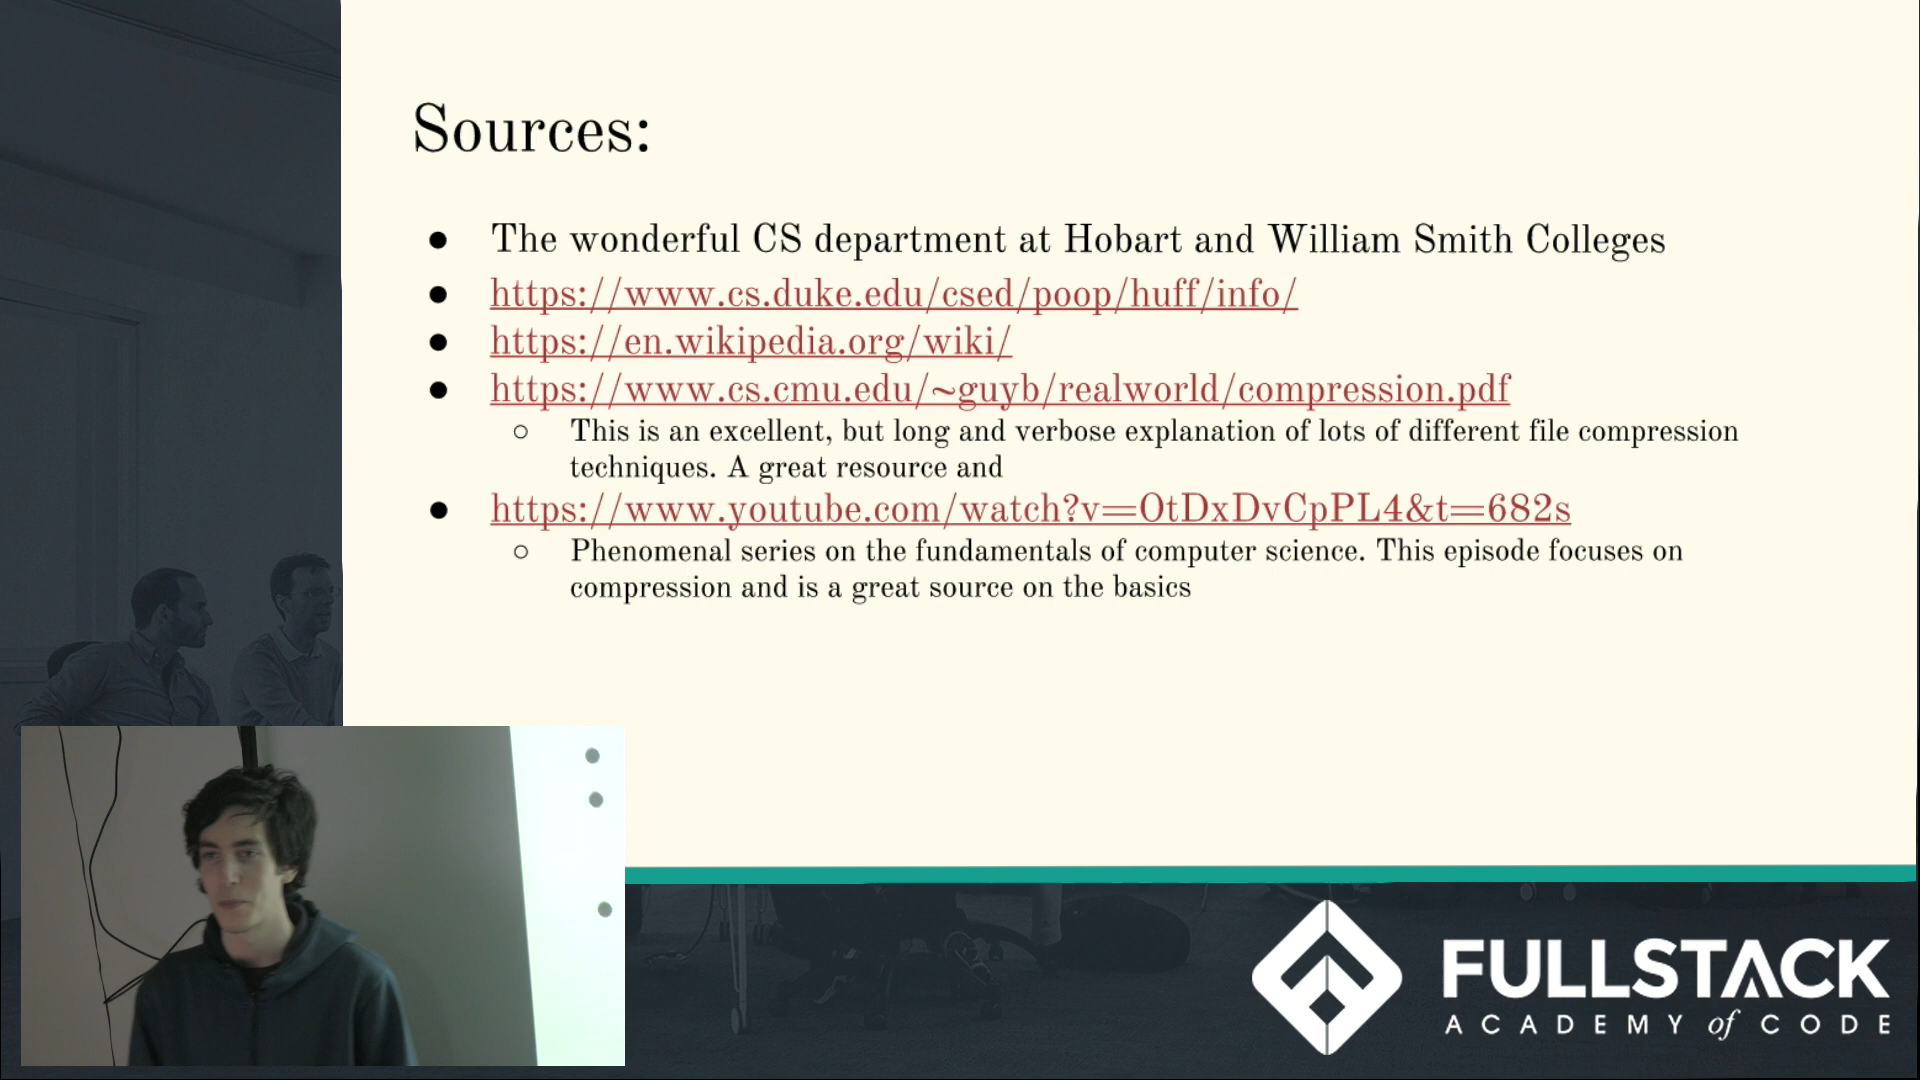 Sources:
The wonderful CS department at Hobart and William Smith Colleges
https://www.cs.duke.edu/csed/poop/huff/info/
https://en.wikipedia.org/wiki/
https://www.cs.cmu.edu/~guyb/realworld/compression.pdf
This is an excellent, but long and verbose explanation of lots of different file compression
techniques. A great resource and
https://www.youtube.com/watch?v=OtDxDvCpPL4&t=682s
Phenomenal series on the fundamentals of computer science. This episode focuses on
compression and is a great source on the basics
FULLSTACK
ACADEMY of CODE